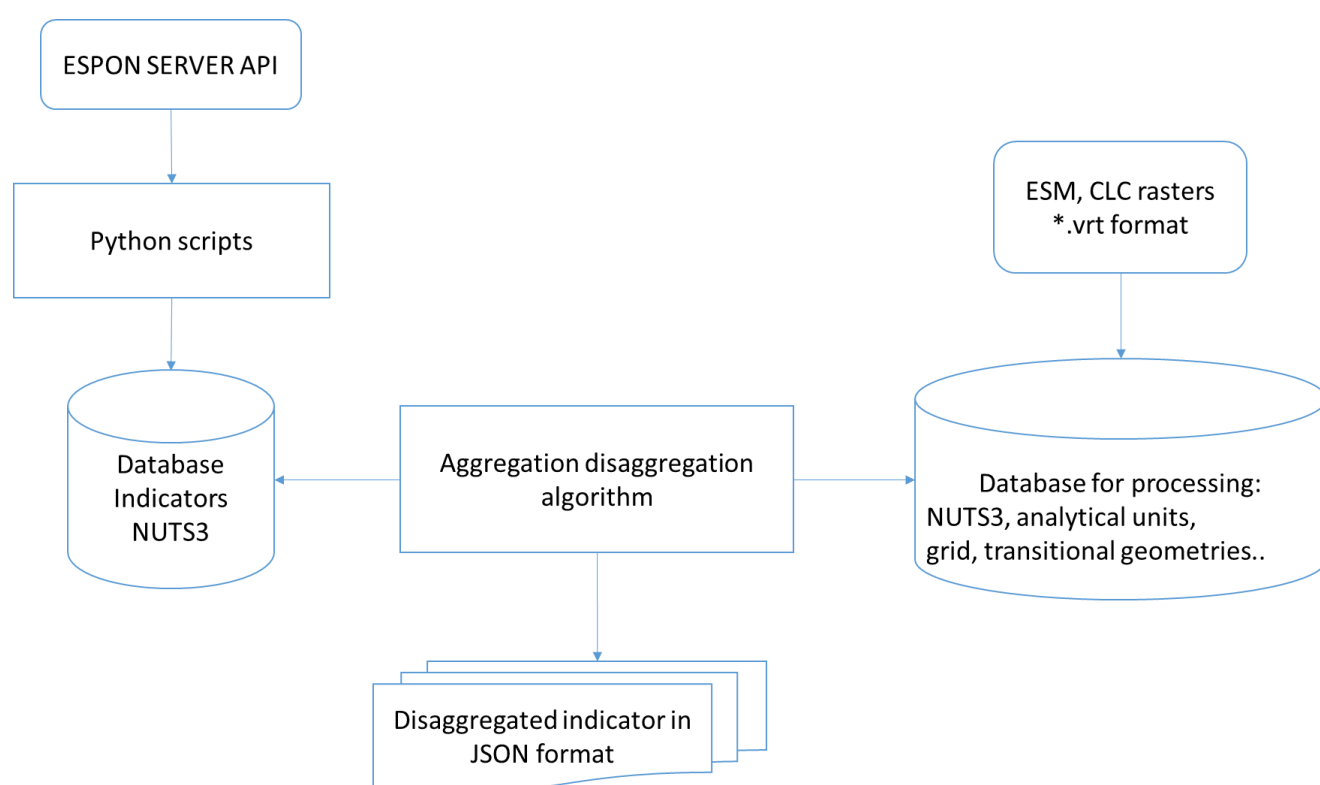 ESPON SERVER API
Python scripts
ESM, CLC rasters
*.vrt format
Database
Indicators
NUTS3
Aggregation disaggregation
algorithm
Database for processing:
NUTS3, analytical units,
grid, transitional geometries..
Disaggregated indicator in
JSON format